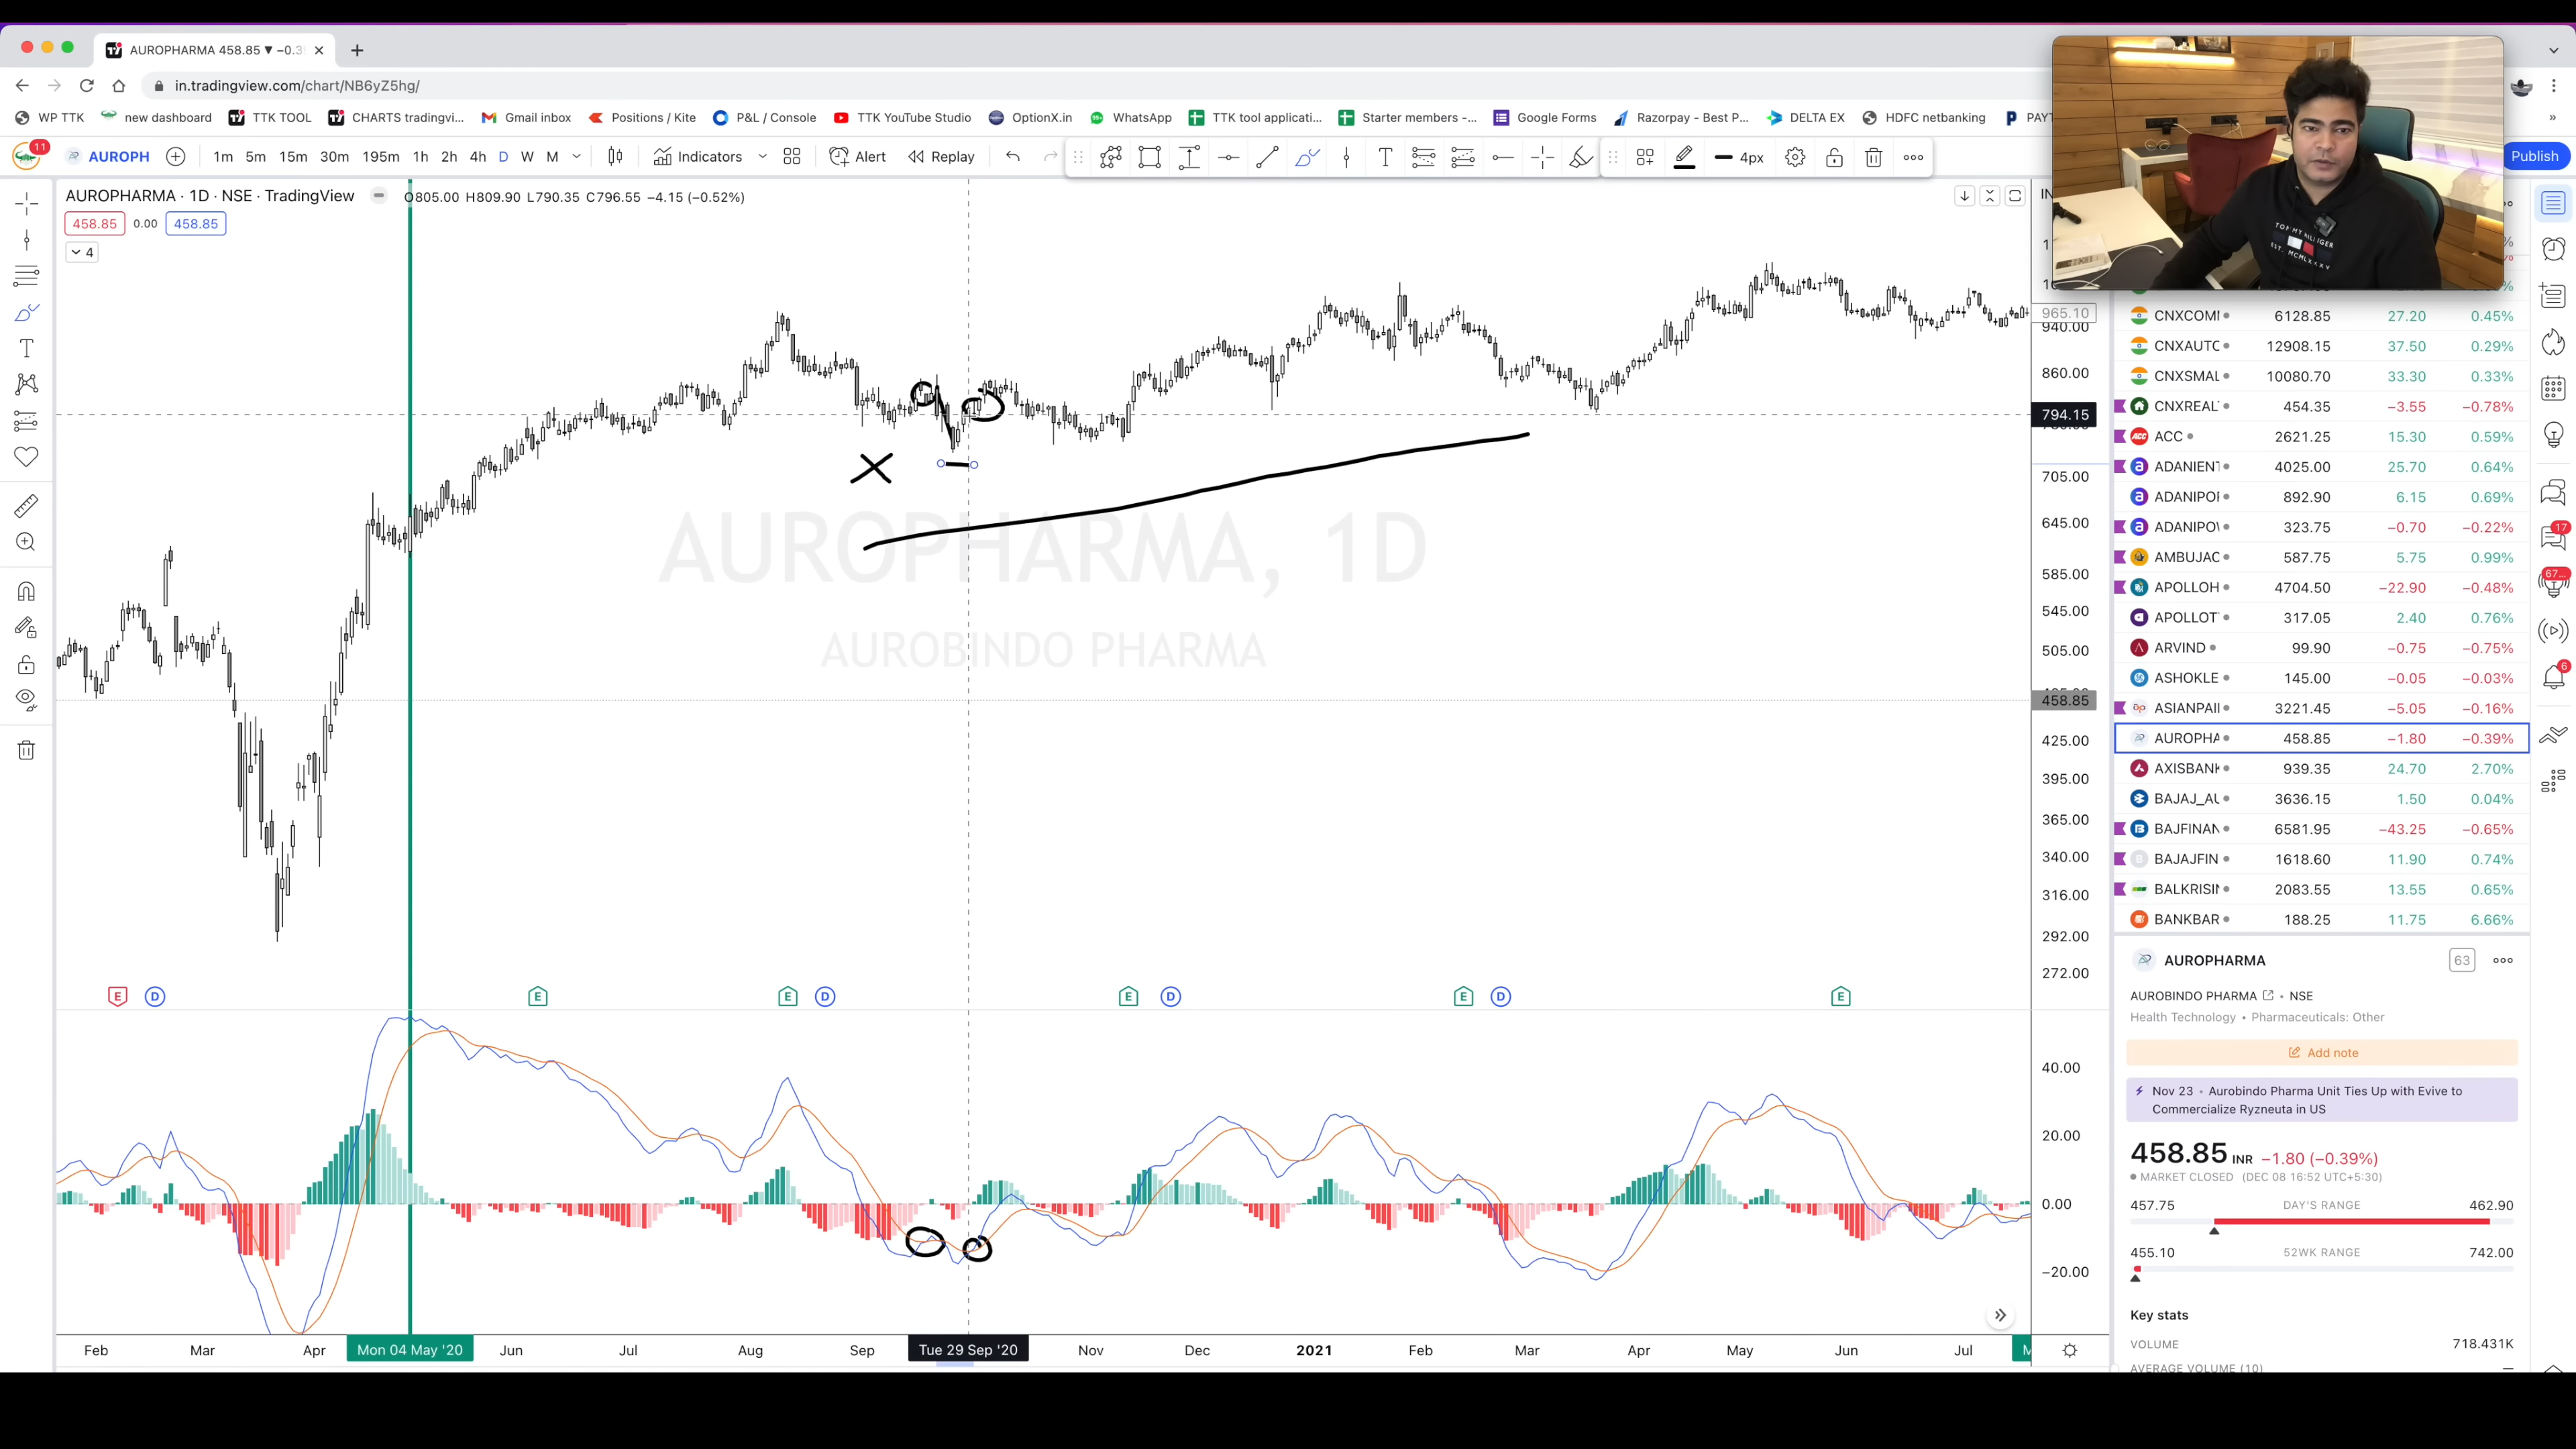 AUROPHARMA 458.85 ▼ −0.3
in.tradingview.com/chart/NB6yZ5hg/
WP TTK new dashboard TTK TOOL CHARTS tradingvi... Gmail inbox Positions / Kite P&L / Console TTK YouTube Studio OptionX.in WhatsApp TTK tool applicati... Starter members -... Google Forms Razorpay - Best P... DELTA EX HDFC netbanking PAYT
11 AUROPH 1m 5m 15m 30m 195m 1h 2h 4h D W M Indicators Alert Replay T 4px Publish
AUROPHARMA · 1D · NSE · TradingView O805.00 H809.90 L790.35 C796.55 −4.15 (−0.52%)
458.85 0.00 458.85
4
AUROPHARMA, 1D
AUROBINDO PHARMA
965.10
940.00
860.00
794.15
705.00
645.00
585.00
545.00
505.00
458.85
425.00
395.00
365.00
340.00
316.00
292.00
272.00
E D E E D E D E D E
40.00
20.00
0.00
−20.00
Feb Mar Apr Mon 04 May '20 Jun Jul Aug Sep Tue 29 Sep '20 Nov Dec 2021 Feb Mar Apr May Jun Jul
TOMMY HILFIGER
CNXCOM 6128.85 27.20 0.45%
CNXAUTO 12908.15 37.50 0.29%
CNXSMAL 10080.70 33.30 0.33%
CNXREAL 454.35 −3.55 −0.78%
ACC 2621.25 15.30 0.59%
ADANIENT 4025.00 25.70 0.64%
ADANIPO 892.90 6.15 0.69%
ADANIPO 323.75 −0.70 −0.22%
AMBUJAC 587.75 5.75 0.99%
APOLLOH 4704.50 −22.90 −0.48%
APOLLOT 317.05 2.40 0.76%
ARVIND 99.90 −0.75 −0.75%
ASHOKLE 145.00 −0.05 −0.03%
ASIANPAI 3221.45 −5.05 −0.16%
AUROPHA 458.85 −1.80 −0.39%
AXISBANK 939.35 24.70 2.70%
BAJAJ_AU 3636.15 1.50 0.04%
BAJFINAN 6581.95 −43.25 −0.65%
BAJAJFIN 1618.60 11.90 0.74%
BALKRISI 2083.55 13.55 0.65%
BANKBAR 188.25 11.75 6.66%
AUROPHARMA 63
AUROBINDO PHARMA • NSE
Health Technology • Pharmaceuticals: Other
Add note
Nov 23 • Aurobindo Pharma Unit Ties Up with Evive to
Commercialize Ryzneuta in US
458.85 INR −1.80 (−0.39%)
MARKET CLOSED (DEC 08 16:52 UTC+5:30)
457.75 DAY'S RANGE 462.90
455.10 52WK RANGE 742.00
Key stats
VOLUME 718.431K
AVERAGE VOLUME (10) —
17
67...
6